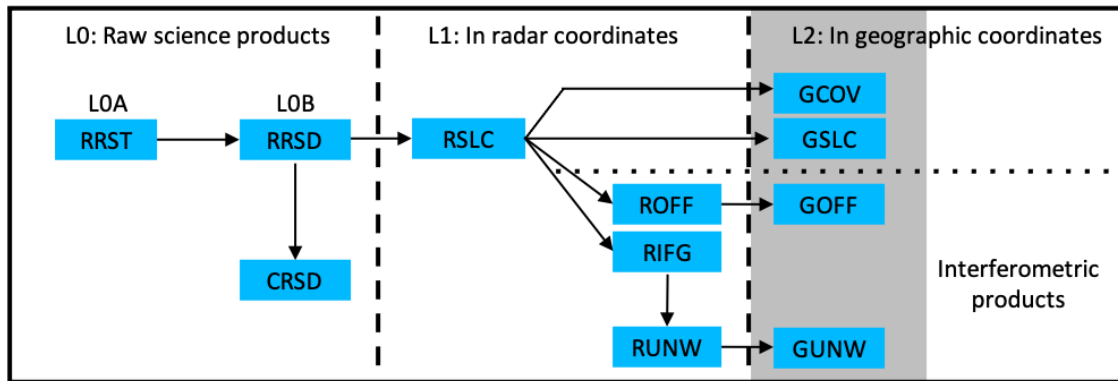 L0: Raw science products
L1: In radar coordinates
L2: In geographic coordinates
L0A
L0B
RRST
RRSD
RSLC
GCOV
GSLC
ROFF
GOFF
RIFG
CRSD
Interferometric
products
RUNW
GUNW